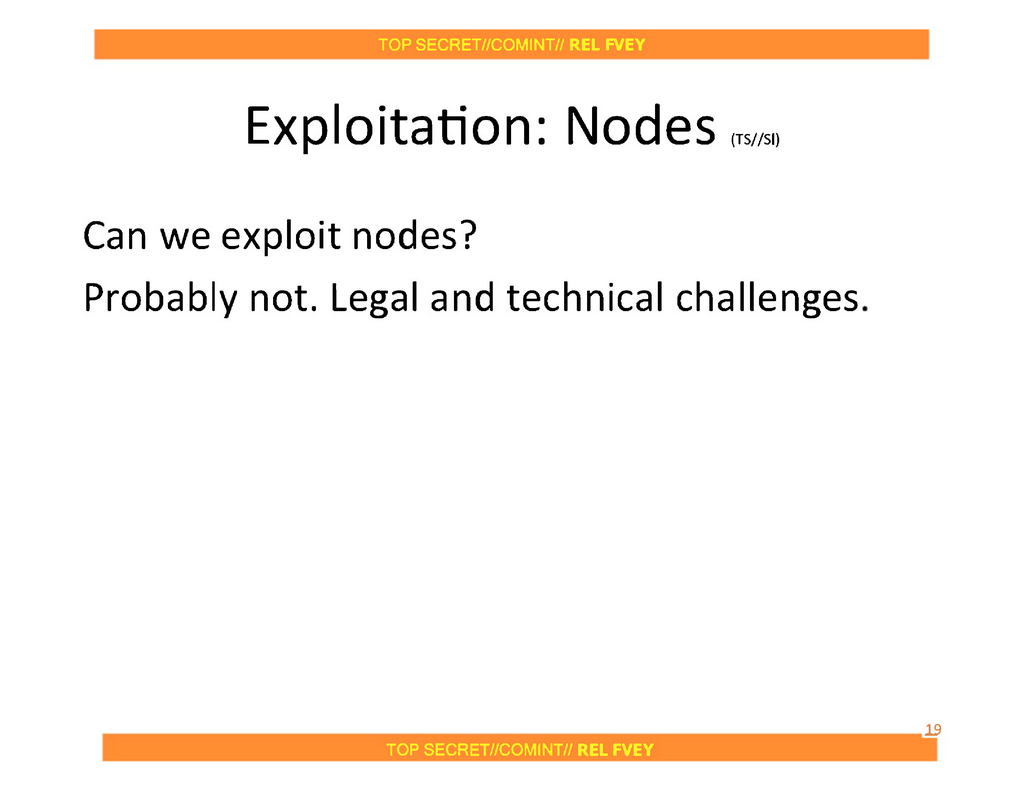 TOP SECRET//COMINT// REL FVEY
Exploitation: Nodes (TS//SI)
Can we exploit nodes?
Probably not. Legal and technical challenges.
19
TOP SECRET//COMINT// REL FVEY